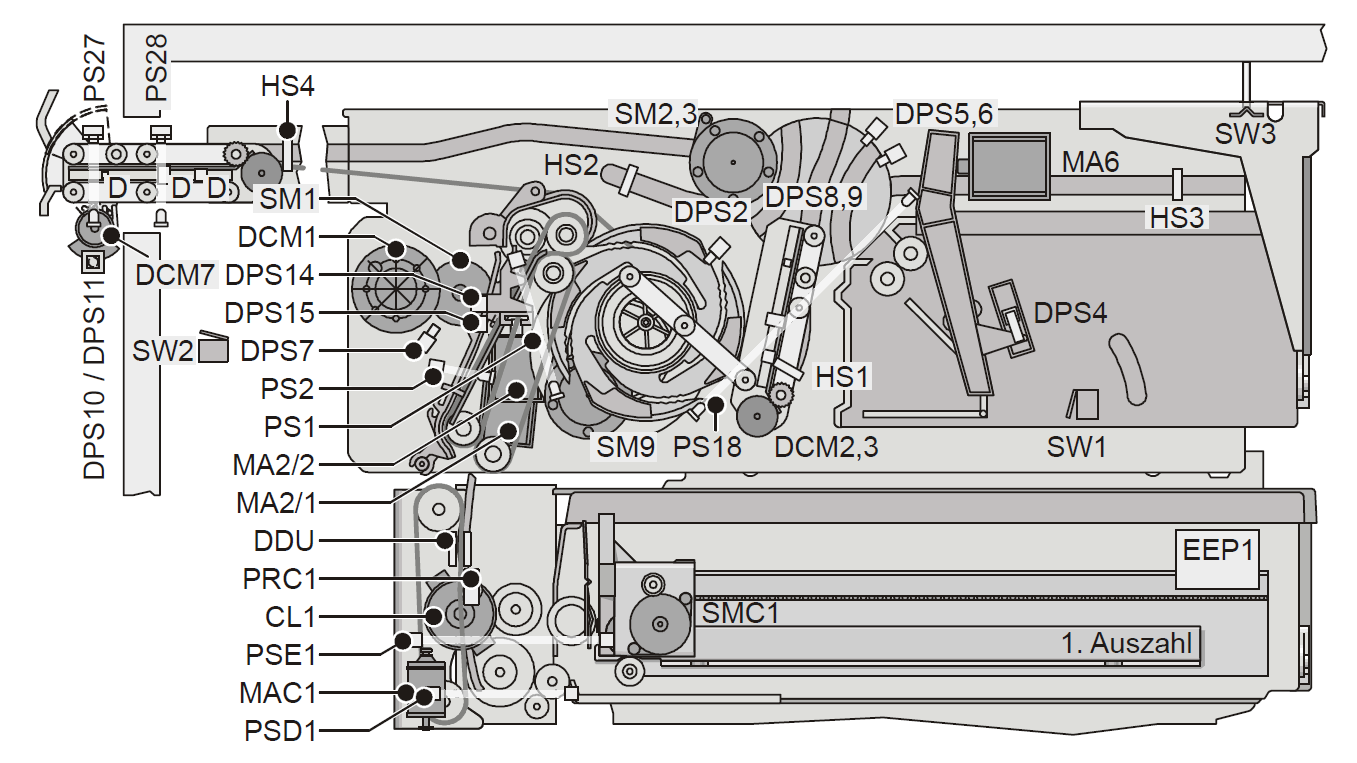 PS27
PS28
HS4
SM2,3
DPS5,6
SW3
HS2
MA6
D
D
D
SM1
DPS2
DPS8,9
HS3
DCM1
DCM7
DPS14
DPS15
DPS4
SW2
DPS7
DPS10 / DPS11
PS2
HS1
PS1
SM9
PS18
DCM2,3
SW1
MA2/2
MA2/1
DDU
EEP1
PRC1
CL1
SMC1
PSE1
1. Auszahl
MAC1
PSD1